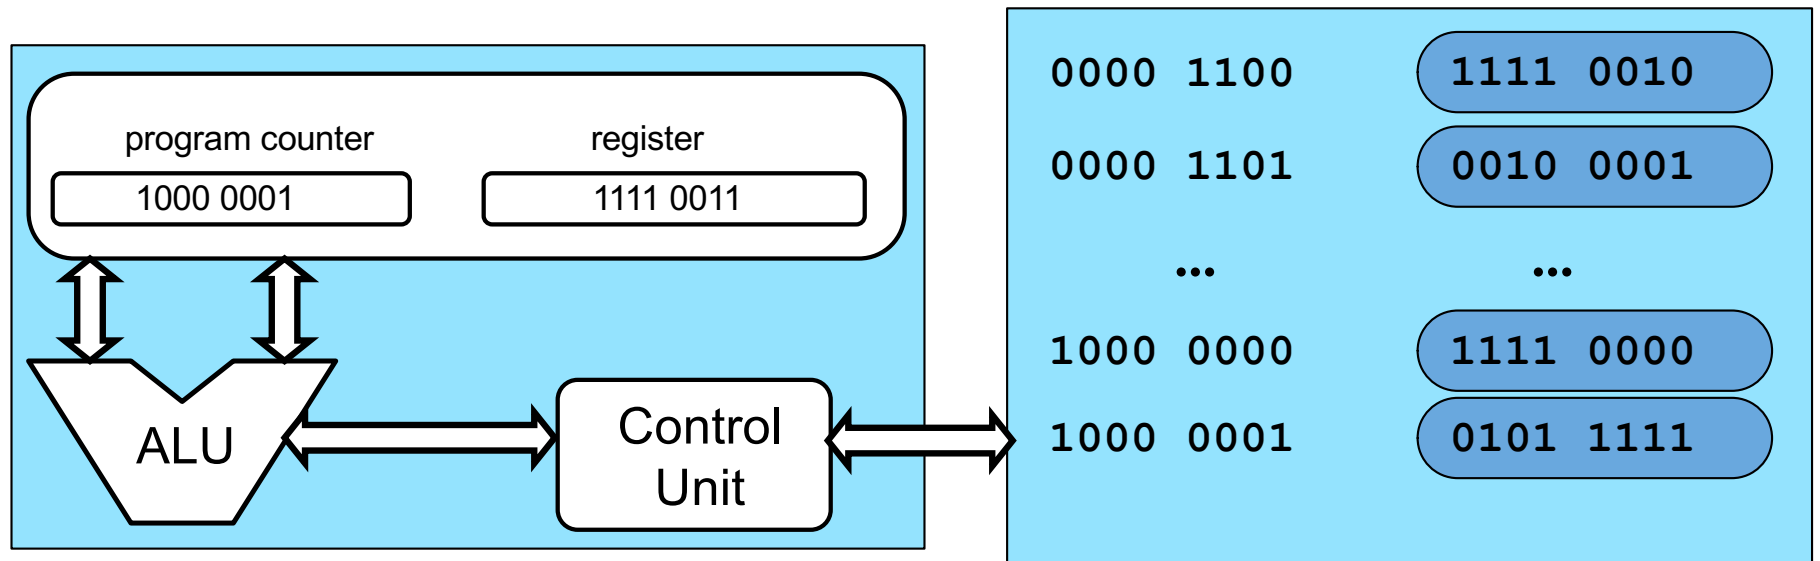 program counter register
1000 0001 1111 0011
ALU
Control
Unit
0000 1100 1111 0010
0000 1101 0010 0001
... ...
1000 0000 1111 0000
1000 0001 0101 1111